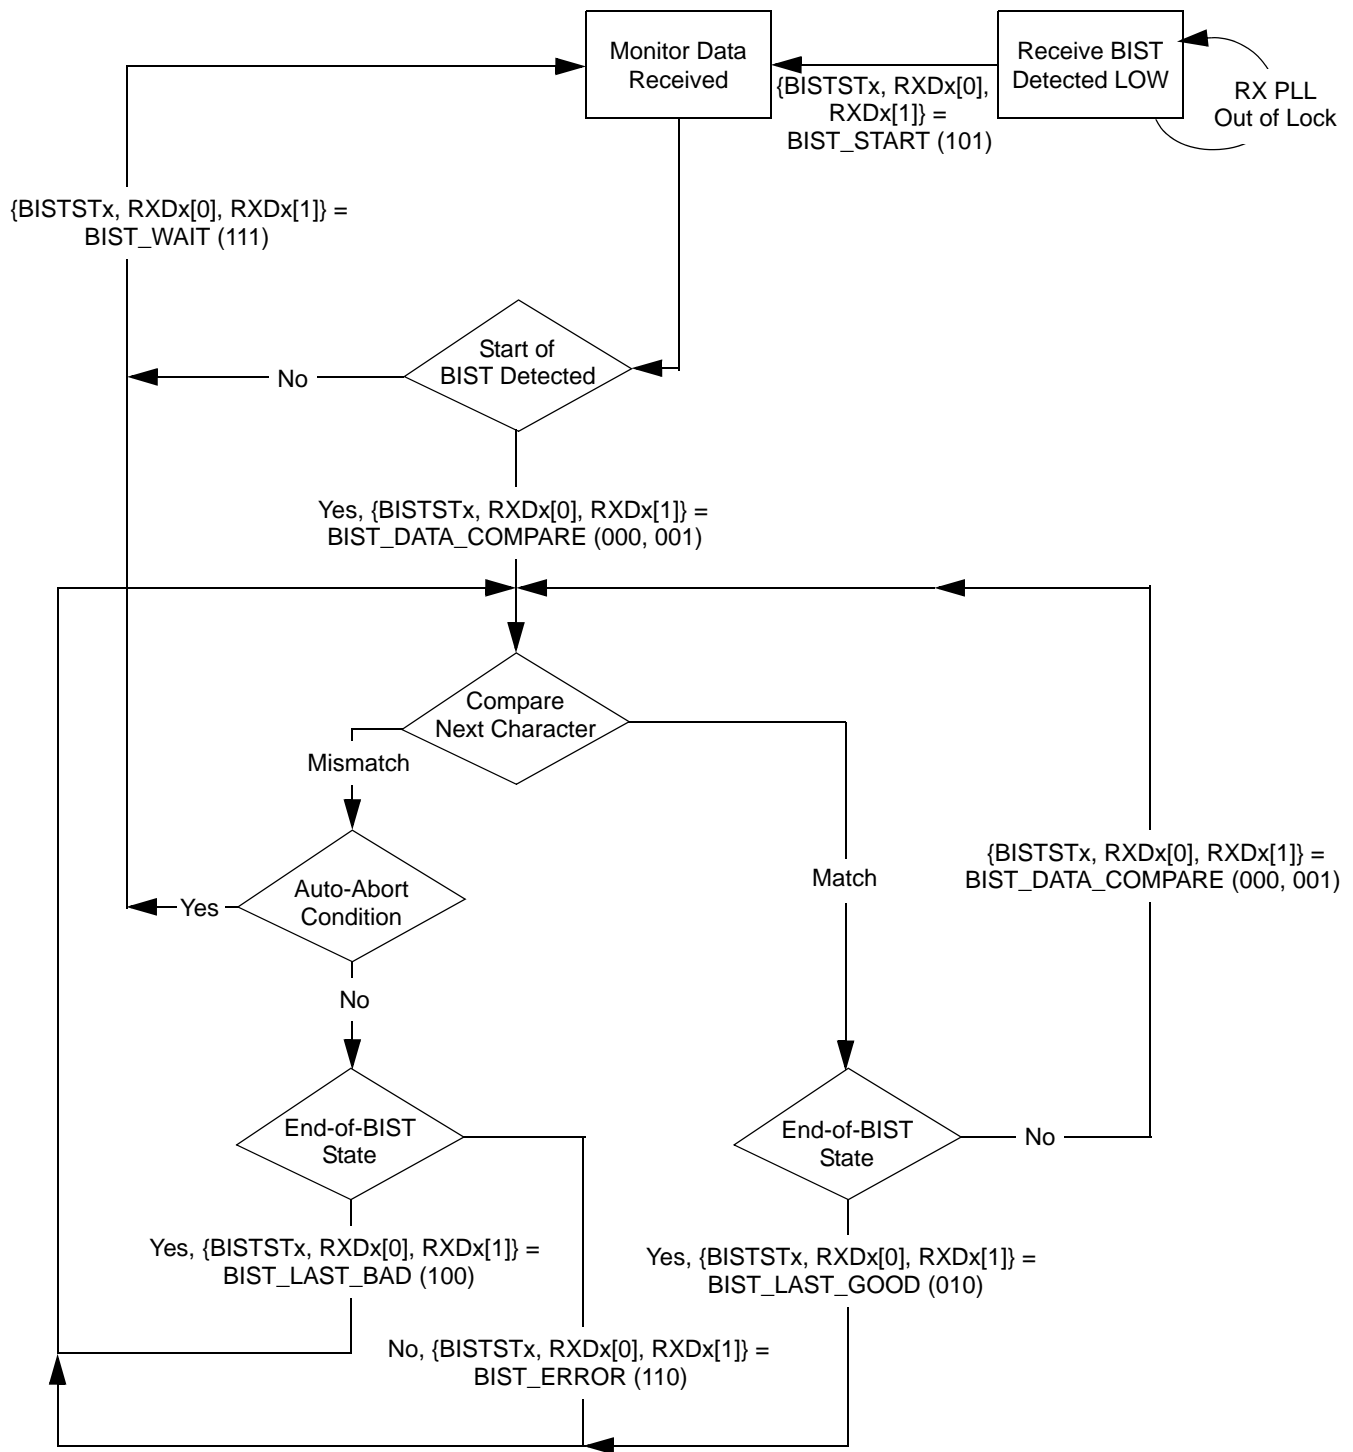 Monitor Data
Received
Receive BIST
Detected LOW
RX PLL
Out of Lock
{BISTSTx, RXDx[0],
RXDx[1]} =
BIST_START (101)
{BISTSTx, RXDx[0], RXDx[1]} =
BIST_WAIT (111)
Start of
BIST Detected
No
Yes, {BISTSTx, RXDx[0], RXDx[1]} =
BIST_DATA_COMPARE (000, 001)
Compare
Next Character
Mismatch
Match
{BISTSTx, RXDx[0], RXDx[1]} =
BIST_DATA_COMPARE (000, 001)
Auto-Abort
Condition
Yes
No
End-of-BIST
State
End-of-BIST
State
No
Yes, {BISTSTx, RXDx[0], RXDx[1]} =
BIST_LAST_BAD (100)
Yes, {BISTSTx, RXDx[0], RXDx[1]} =
BIST_LAST_GOOD (010)
No, {BISTSTx, RXDx[0], RXDx[1]} =
BIST_ERROR (110)